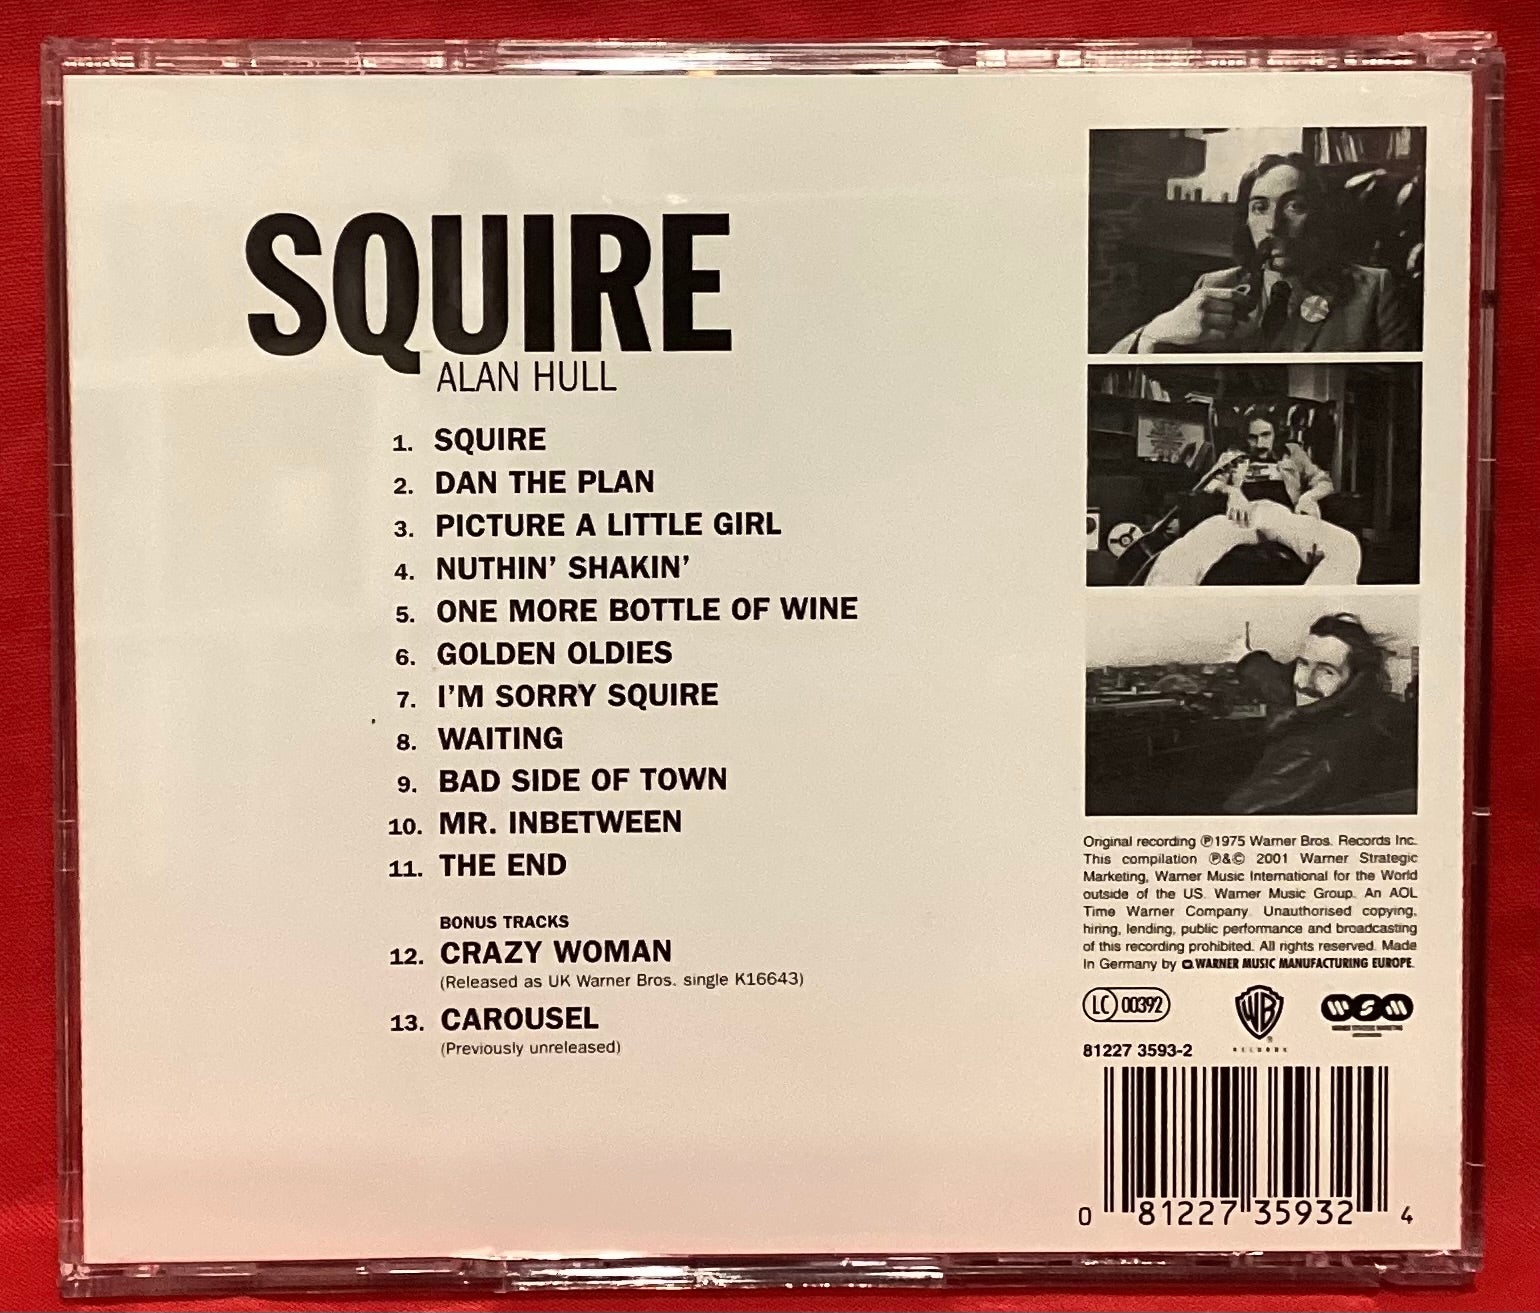 SQUIRE
ALAN HULL
1. SQUIRE
2. DAN THE PLAN
3. PICTURE A LITTLE GIRL
4. NUTHIN' SHAKIN'
5. ONE MORE BOTTLE OF WINE
6. GOLDEN OLDIES
7. I'M SORRY SQUIRE
8. WAITING
9. BAD SIDE OF TOWN
10. MR. INBETWEEN
11. THE END
BONUS TRACKS
12. CRAZY WOMAN
(Released as UK Warner Bros. single K16643)
13. CAROUSEL
(Previously unreleased)
Original recording ℗1975 Warner Bros. Records Inc.
This compilation ℗&© 2001 Warner Strategic
Marketing, Warner Music International for the World
outside of the US. Warner Music Group. An AOL
Time Warner Company. Unauthorised copying,
hiring, lending, public performance and broadcasting
of this recording prohibited. All rights reserved. Made
In Germany by WARNER MUSIC MANUFACTURING EUROPE.
LC 00392
WB
RECORDS
WSM
81227 3593-2
0 81227 35932 4